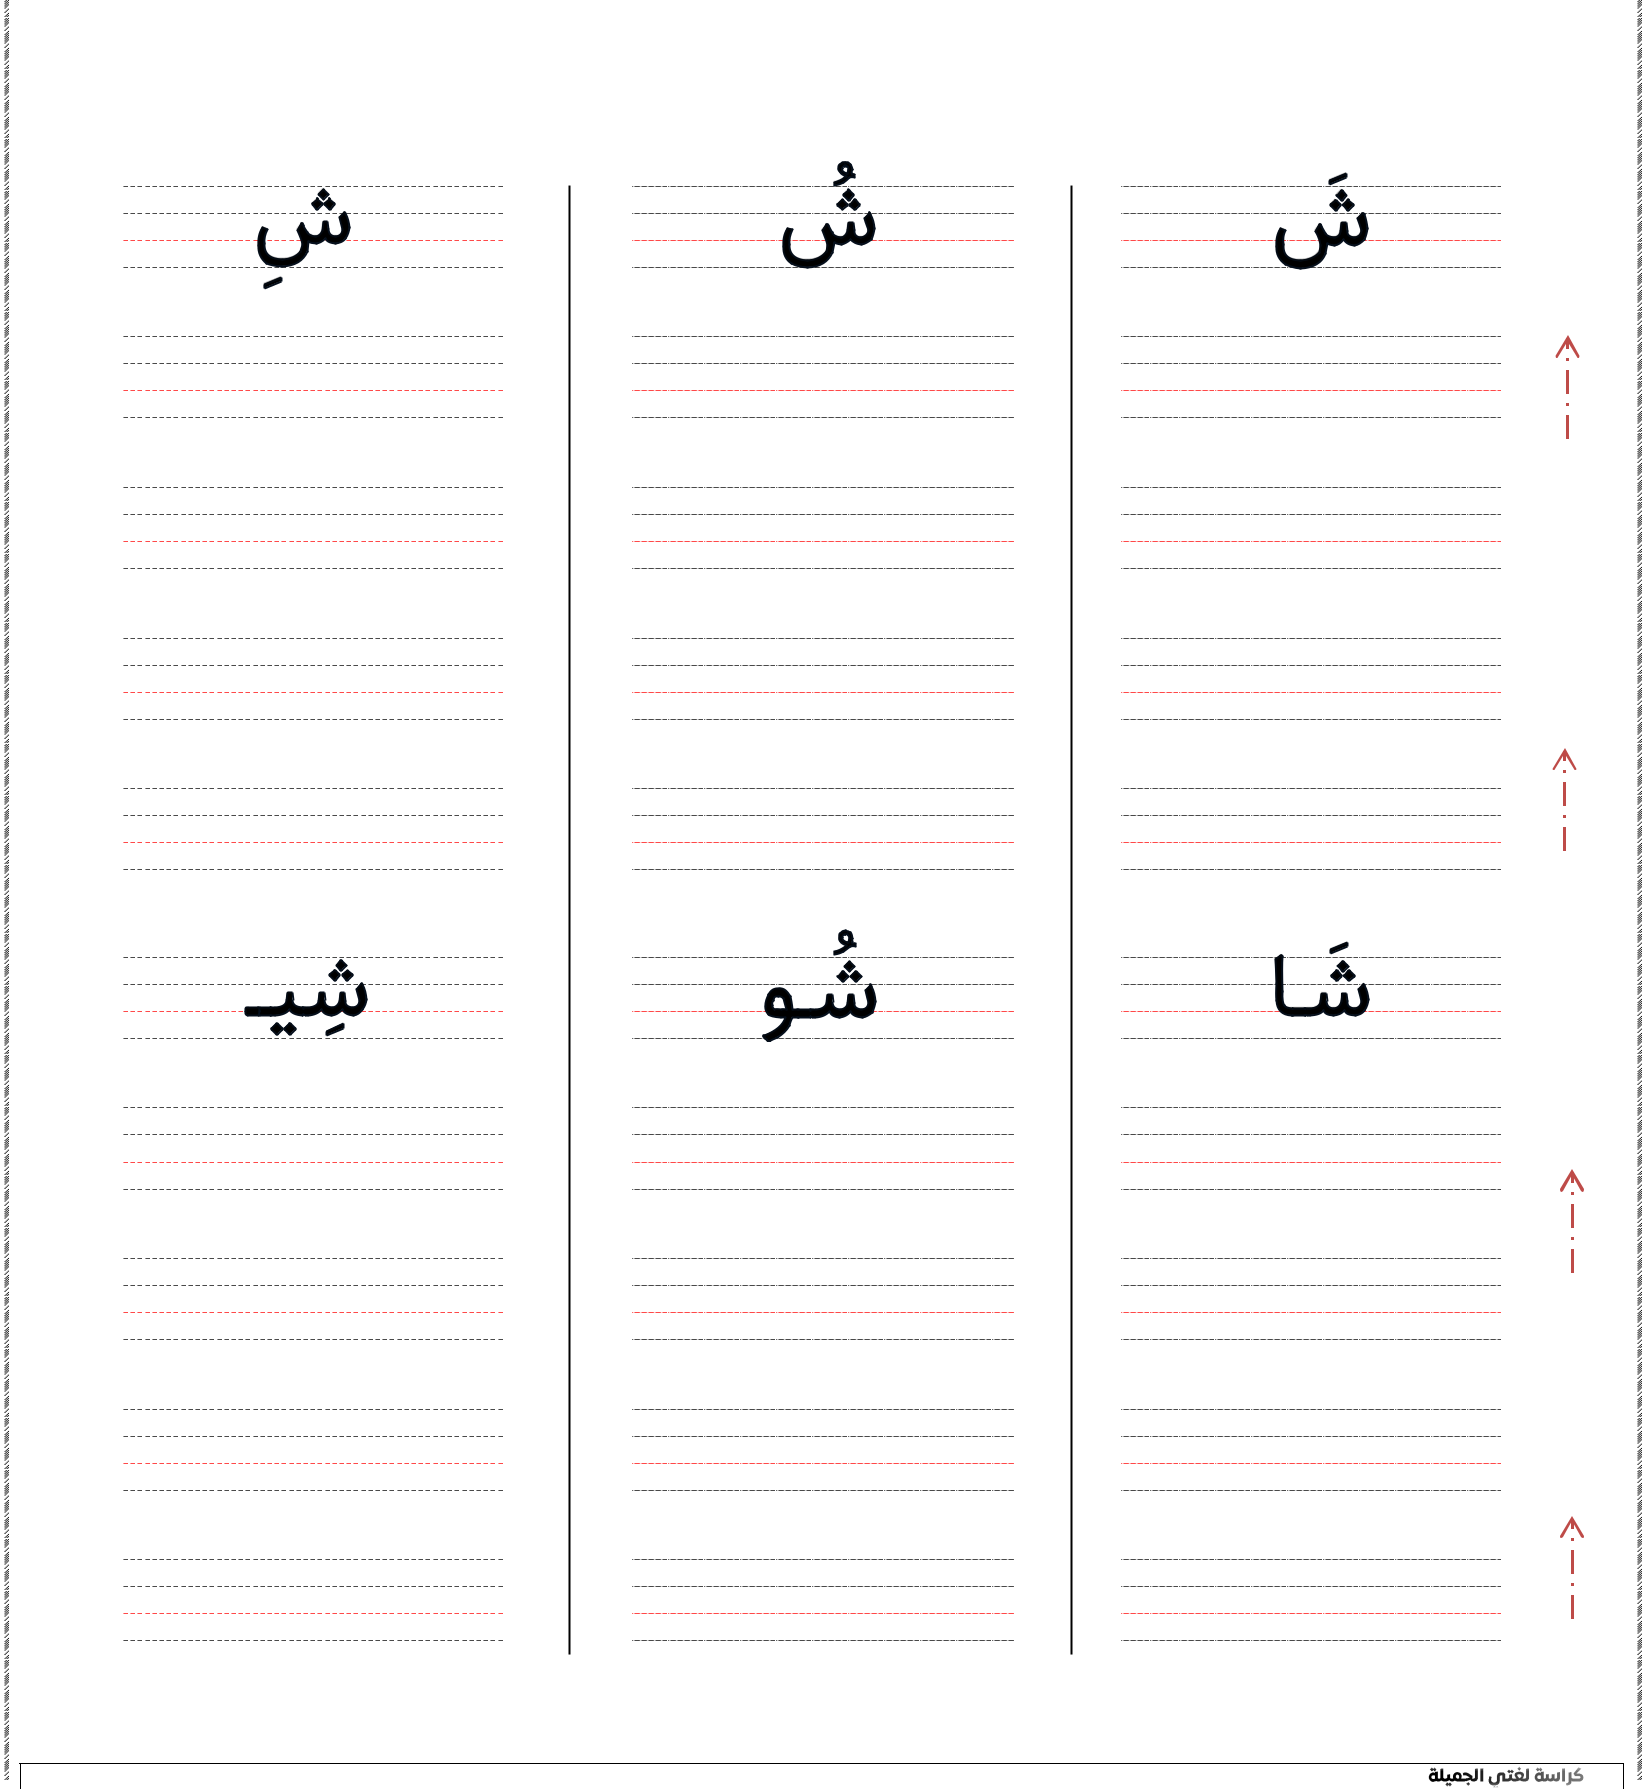 شَ شُ شِ
شَا شُو شِيـ
كراسة لغتي الجميلة